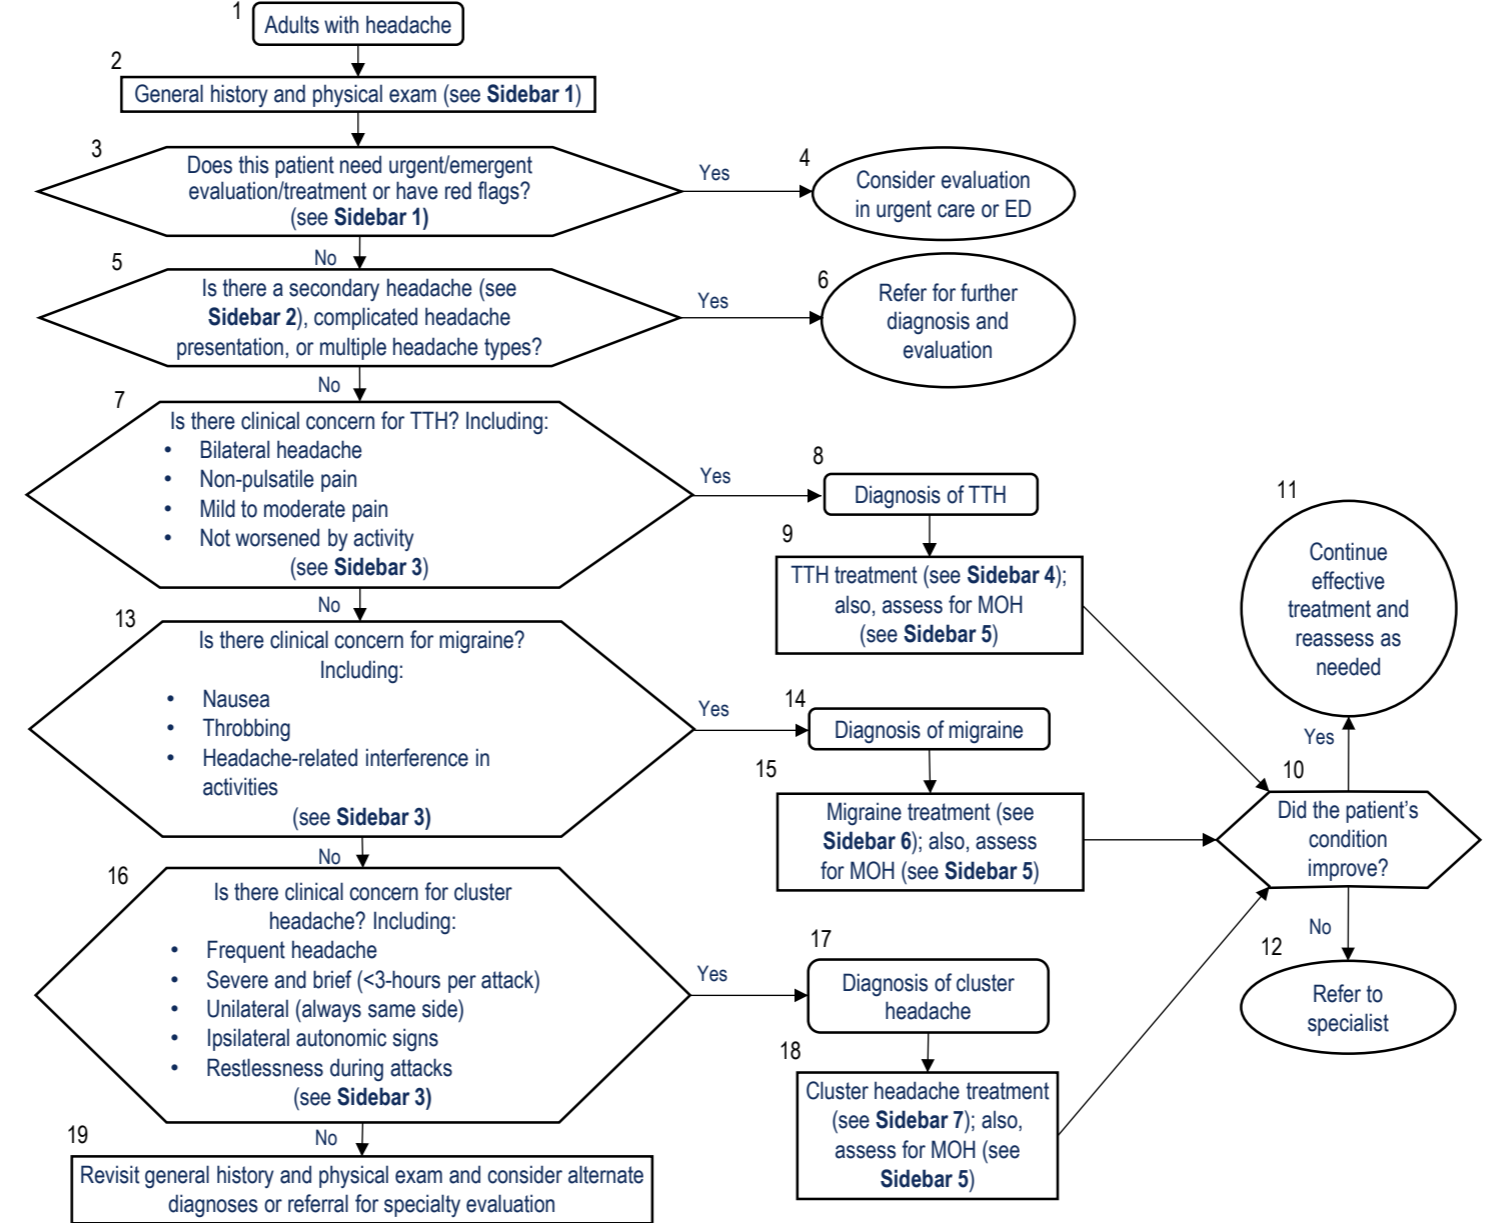 1
Adults with headache
2
General history and physical exam (see Sidebar 1)
3
Does this patient need urgent/emergent
evaluation/treatment or have red flags?
(see Sidebar 1)
Yes
4
Consider evaluation
in urgent care or ED
No
5
Is there a secondary headache (see
Sidebar 2), complicated headache
presentation, or multiple headache types?
Yes
6
Refer for further
diagnosis and
evaluation
No
7
Is there clinical concern for TTH? Including:
• Bilateral headache
• Non-pulsatile pain
• Mild to moderate pain
• Not worsened by activity
(see Sidebar 3)
Yes
8
Diagnosis of TTH
9
TTH treatment (see Sidebar 4);
also, assess for MOH
(see Sidebar 5)
11
Continue
effective
treatment and
reassess as
needed
Yes
10
Did the patient's
condition
improve?
No
12
Refer to
specialist
No
13
Is there clinical concern for migraine?
Including:
• Nausea
• Throbbing
• Headache-related interference in
activities
(see Sidebar 3)
Yes
14
Diagnosis of migraine
15
Migraine treatment (see
Sidebar 6); also, assess
for MOH (see Sidebar 5)
No
16
Is there clinical concern for cluster
headache? Including:
• Frequent headache
• Severe and brief (<3-hours per attack)
• Unilateral (always same side)
• Ipsilateral autonomic signs
• Restlessness during attacks
(see Sidebar 3)
Yes
17
Diagnosis of cluster
headache
18
Cluster headache treatment
(see Sidebar 7); also,
assess for MOH (see
Sidebar 5)
No
19
Revisit general history and physical exam and consider alternate
diagnoses or referral for specialty evaluation